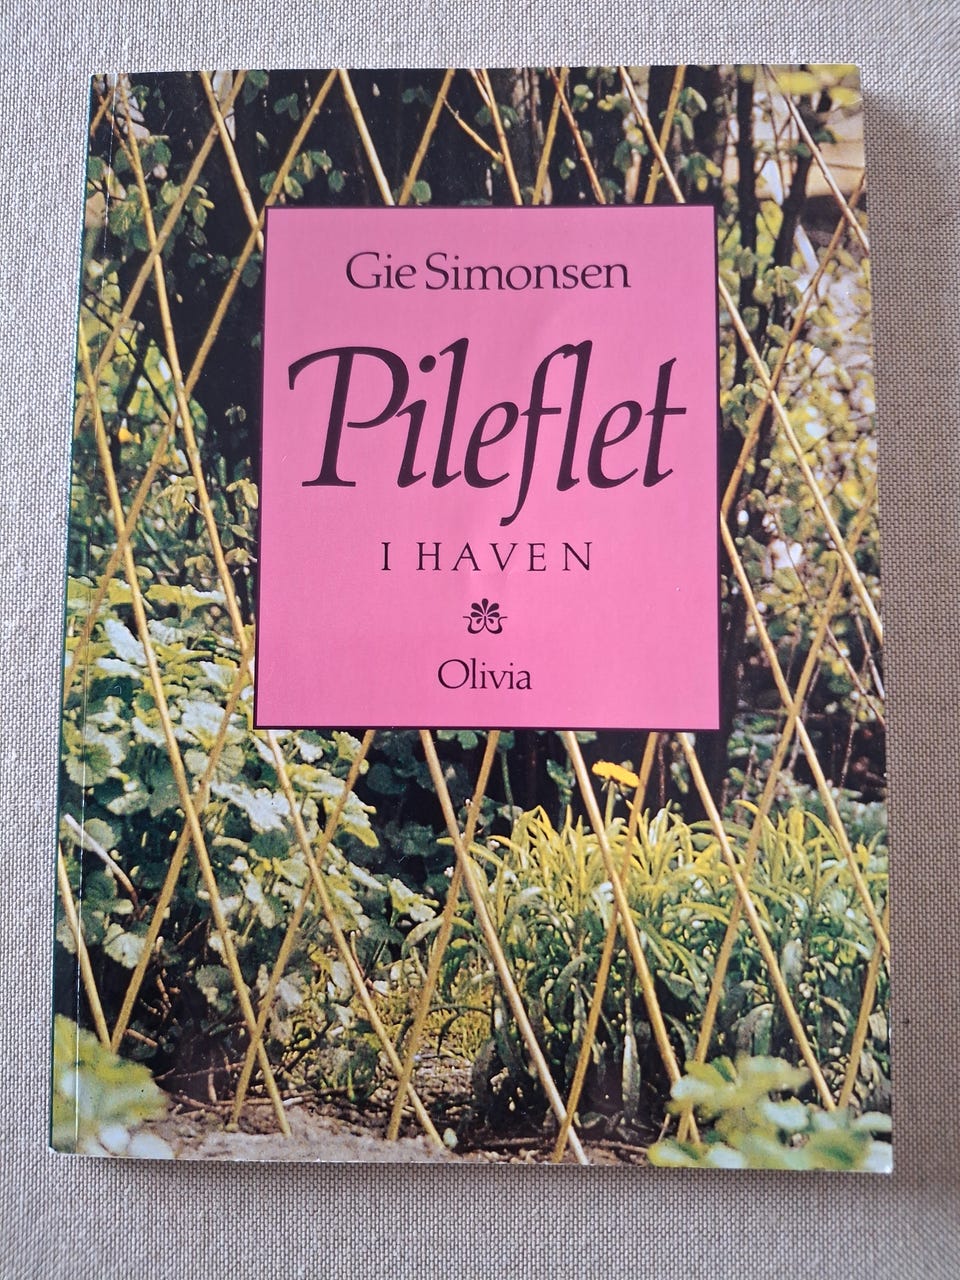 Gie Simonsen
Pileflet
I HAVEN
Olivia